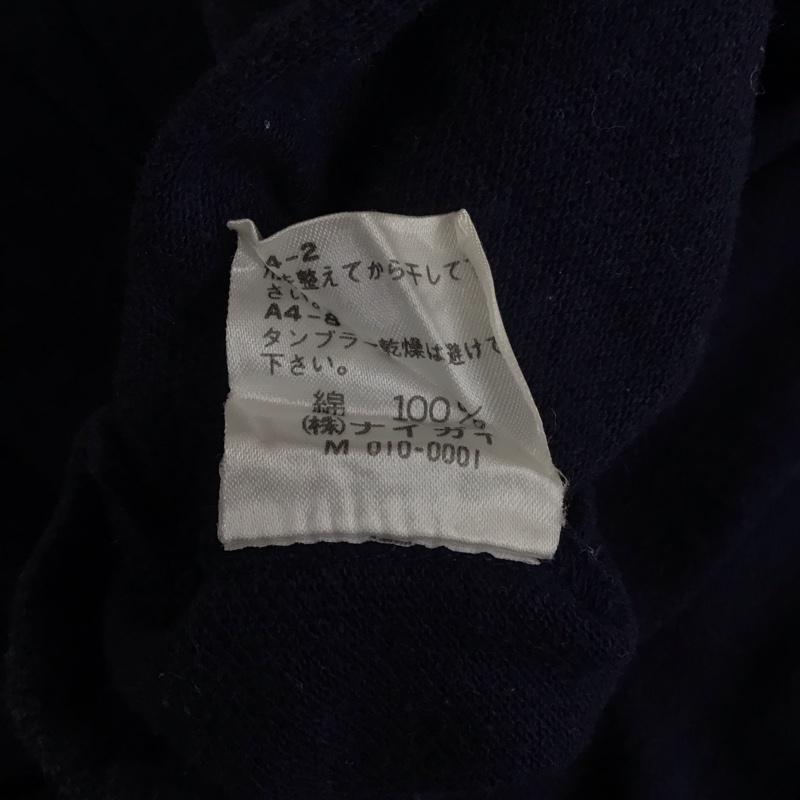 A-2
形を整えてから干して下
さい。
A4-8
タンブラー乾燥は避けて
下さい。
綿 100%
(株)ナイガイ
M 010-0001